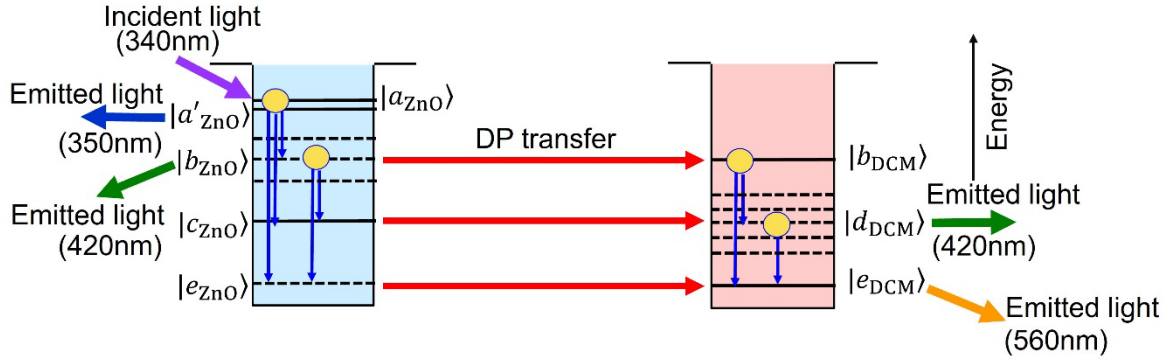 Incident light
(340nm)
Emitted light
(350nm)
|a'ZnO⟩
|aZnO⟩
|bZnO⟩
Emitted light
(420nm)
|cZnO⟩
|eZnO⟩
DP transfer
|bDCM⟩
|dDCM⟩
|eDCM⟩
Energy
Emitted light
(420nm)
Emitted light
(560nm)